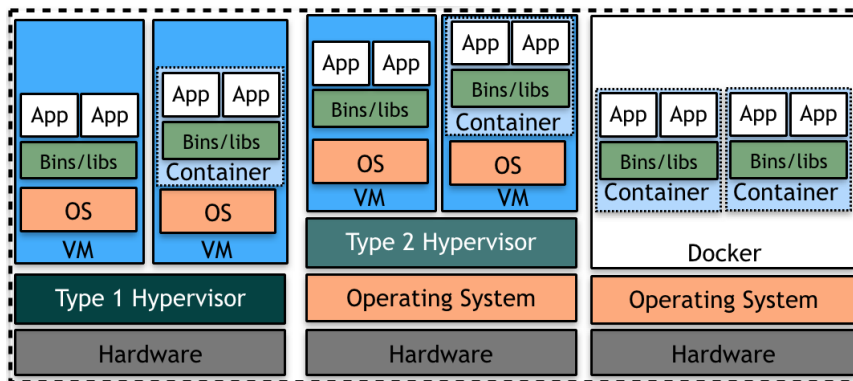 App App
Bins/libs
OS
VM
App App
Bins/libs
Container
OS
VM
Type 1 Hypervisor
Hardware
App App
Bins/libs
OS
VM
App App
Bins/libs
Container
OS
VM
Type 2 Hypervisor
Operating System
Hardware
App App
Bins/libs
Container
App App
Bins/libs
Container
Docker
Operating System
Hardware